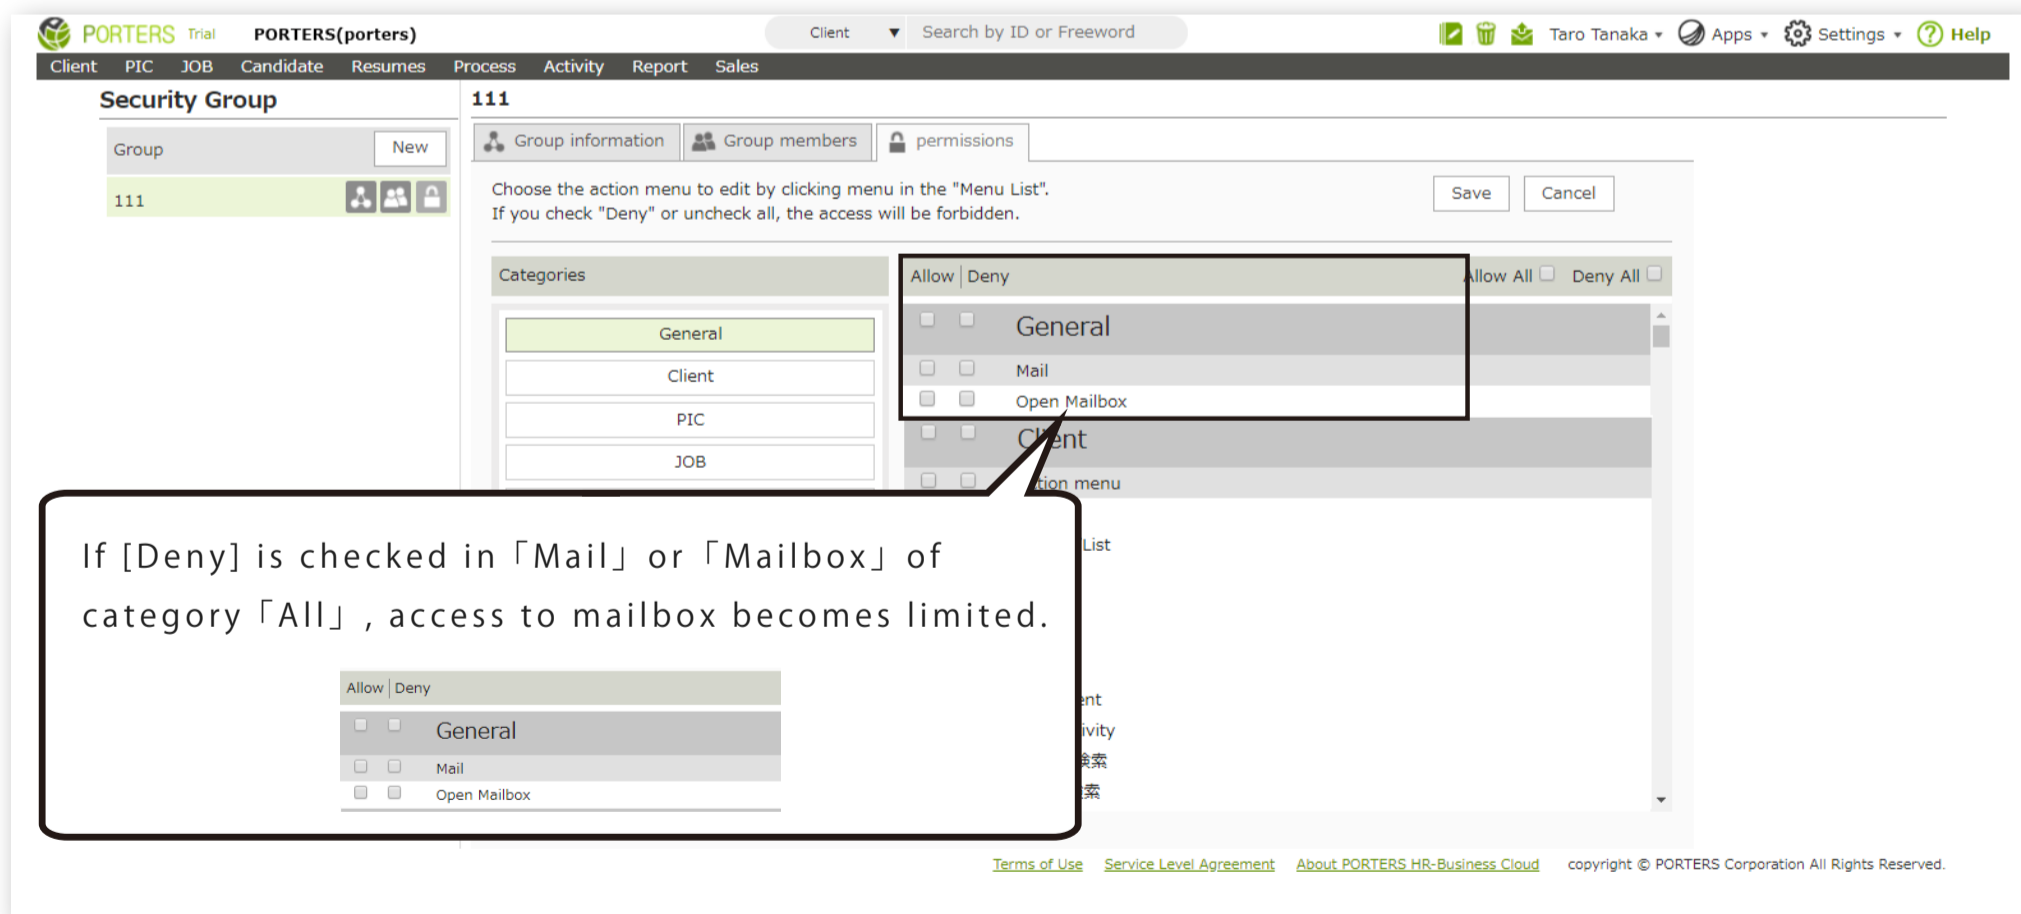 PORTERS Trial PORTERS(porters) Client ▼ Search by ID or Freeword Taro Tanaka ▾ Apps ▾ Settings ▾ ? Help
Client PIC JOB Candidate Resumes Process Activity Report Sales
Security Group
Group New
111
111
Group information Group members permissions
Choose the action menu to edit by clicking menu in the "Menu List".
If you check "Deny" or uncheck all, the access will be forbidden.
Save Cancel
Categories
General
Client
PIC
JOB
Allow | Deny Allow All Deny All
General
Mail
Open Mailbox
Client
tion menu
List
ent
ivity
検索
索
If [Deny] is checked in「Mail」or「Mailbox」of
category「All」, access to mailbox becomes limited.
Allow | Deny
General
Mail
Open Mailbox
Terms of Use Service Level Agreement About PORTERS HR-Business Cloud copyright © PORTERS Corporation All Rights Reserved.